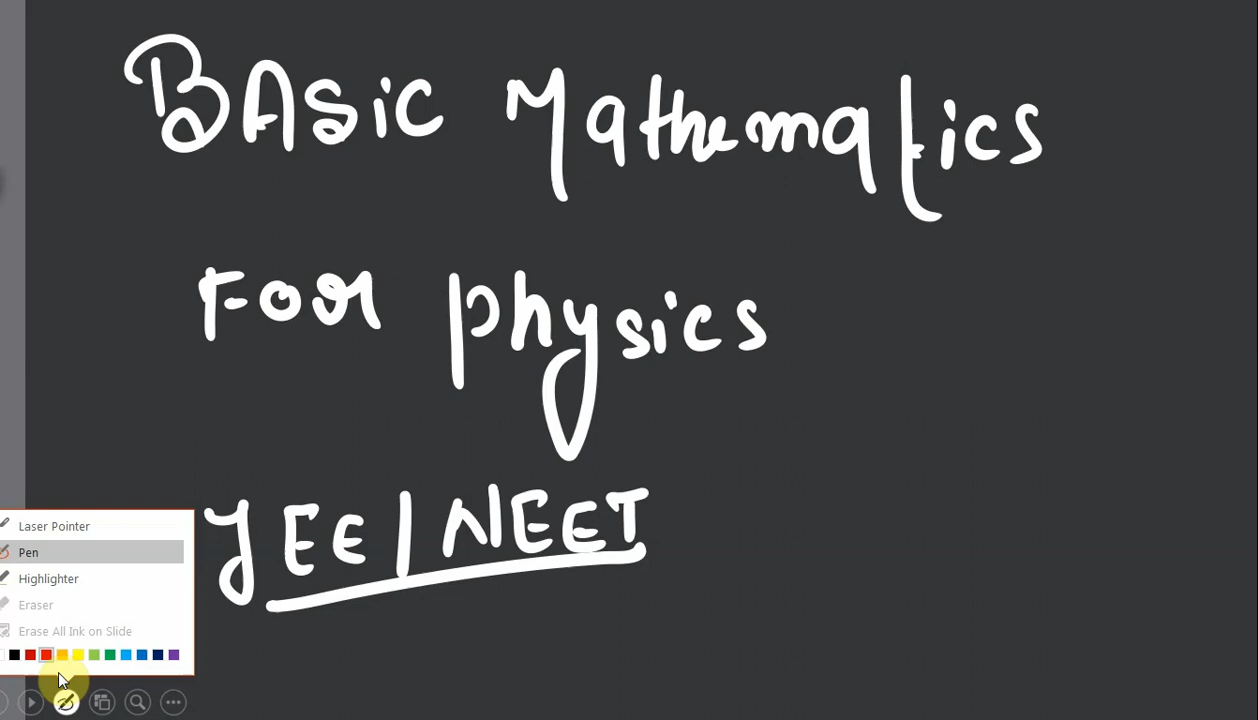 BASic Mathematics
For physics
JEE/NEET
Laser Pointer
Pen
Highlighter
Eraser
Erase All Ink on Slide